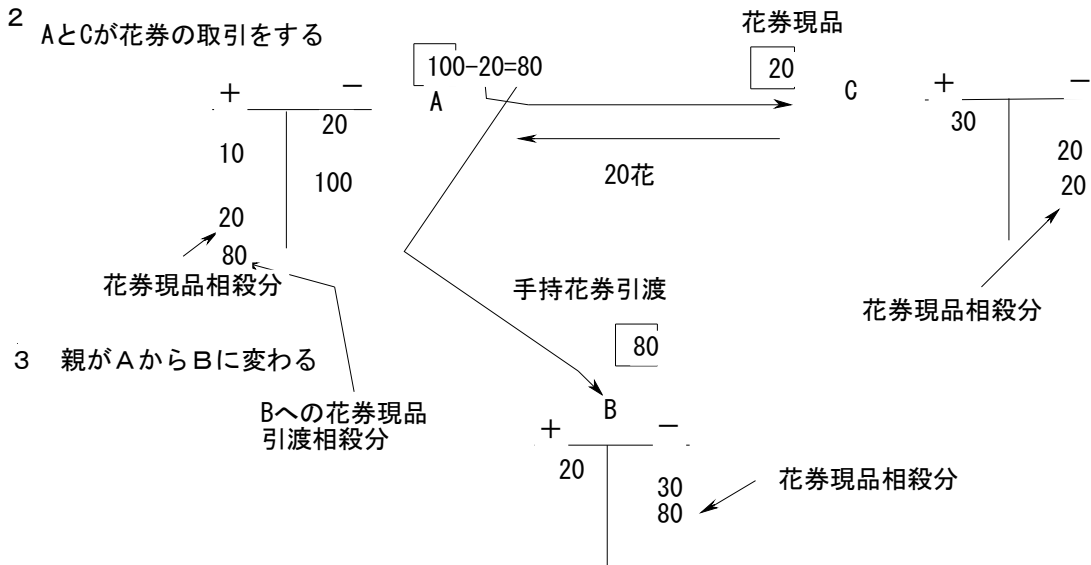 2
AとCが花券の取引をする
花券現品
100-20=80
20
A
C
+ −
20
10
100
20
80
20花
+ −
30
20
20
花券現品相殺分
手持花券引渡
花券現品相殺分
80
3 親がAからBに変わる
Bへの花券現品
引渡相殺分
B
+ −
20
30
80
花券現品相殺分